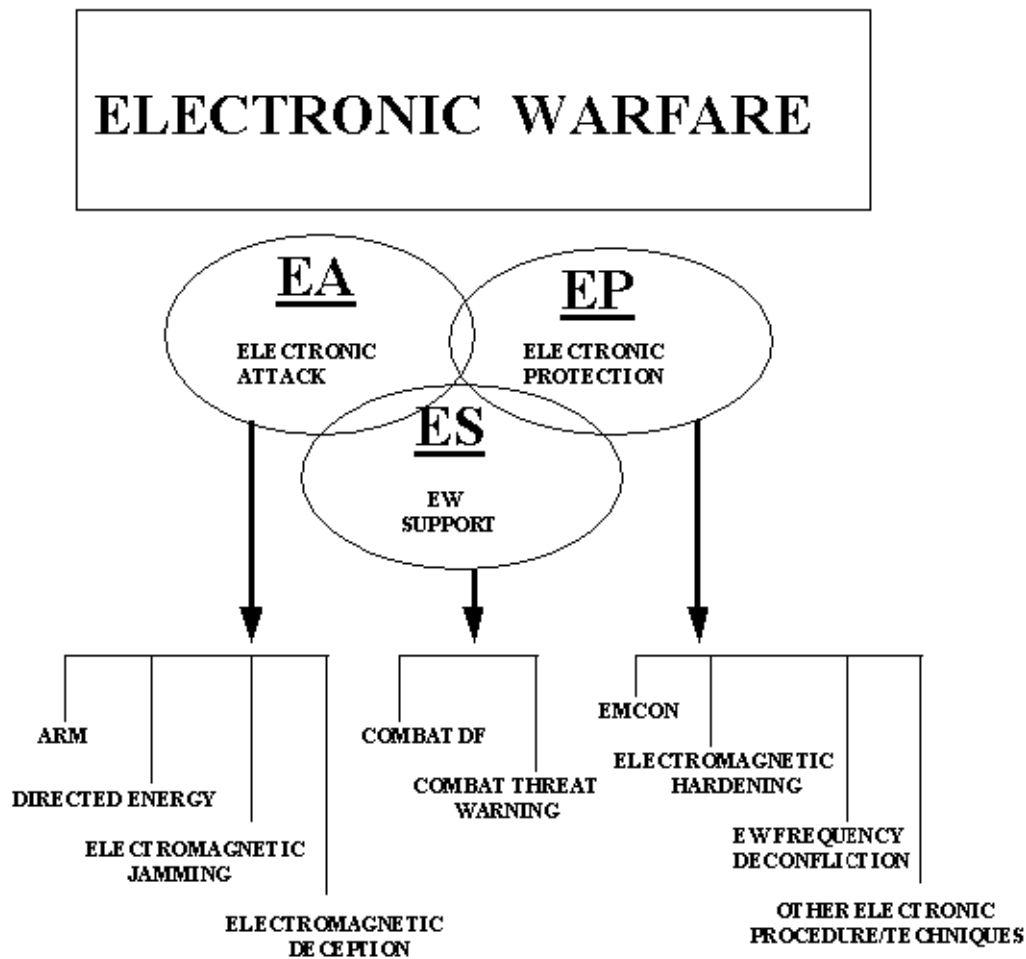 ELECTRONIC WARFARE
EA
ELECTRONIC
ATTACK
EP
ELECTRONIC
PROTECTION
ES
EW
SUPPORT
ARM
DIRECTED ENERGY
ELECTROMAGNETIC
JAMMING
ELECTROMAGNETIC
DECEPTION
COMBAT DF
COMBAT THREAT
WARNING
EMCON
ELECTROMAGNETIC
HARDENING
EW FREQUENCY
DECONFLICTION
OTHER ELECTRONIC
PROCEDURE/TECHNIQUES